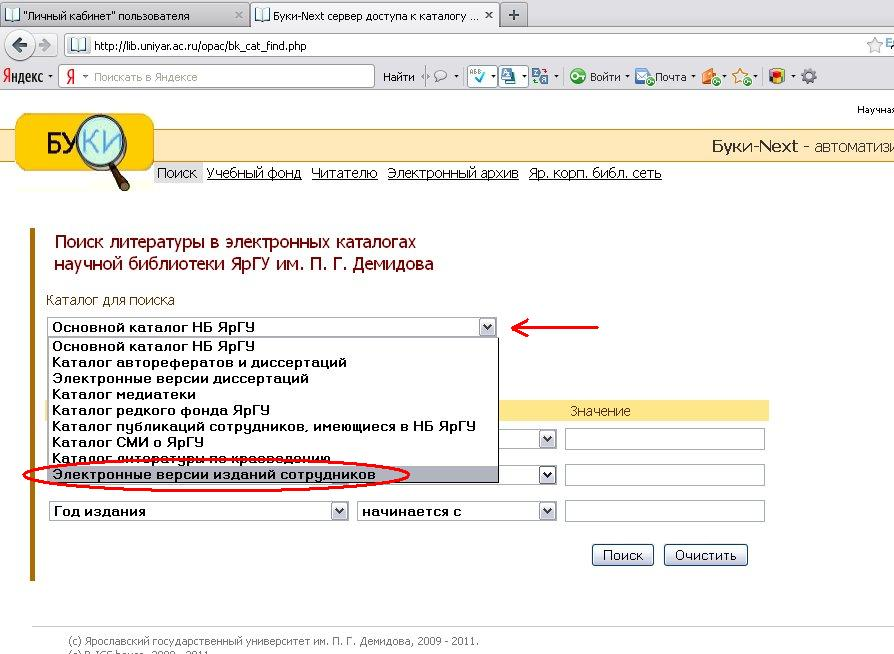 "Личный кабинет" пользователя
Буки-Next сервер доступа к каталогу ...
http://lib.uniyar.ac.ru/opac/bk_cat_find.php
Яндекс
Я Поискать в Яндексе
Найти
Войти
Почта
Научная
БУКИ
Буки-Next - автоматизи
Поиск Учебный фонд Читателю Электронный архив Яр. корп. библ. сеть
Поиск литературы в электронных каталогах
научной библиотеки ЯрГУ им. П. Г. Демидова
Каталог для поиска
Основной каталог НБ ЯрГУ
Основной каталог НБ ЯрГУ
Каталог авторефератов и диссертаций
Электронные версии диссертаций
Каталог медиатеки
Каталог редкого фонда ЯрГУ
Значение
Каталог публикаций сотрудников, имеющиеся в НБ ЯрГУ
Каталог СМИ о ЯрГУ
Каталог литературы по краеведению
Электронные версии изданий сотрудников
Год издания начинается с
Поиск Очистить
(c) Ярославский государственный университет им. П. Г. Демидова, 2009 - 2011.